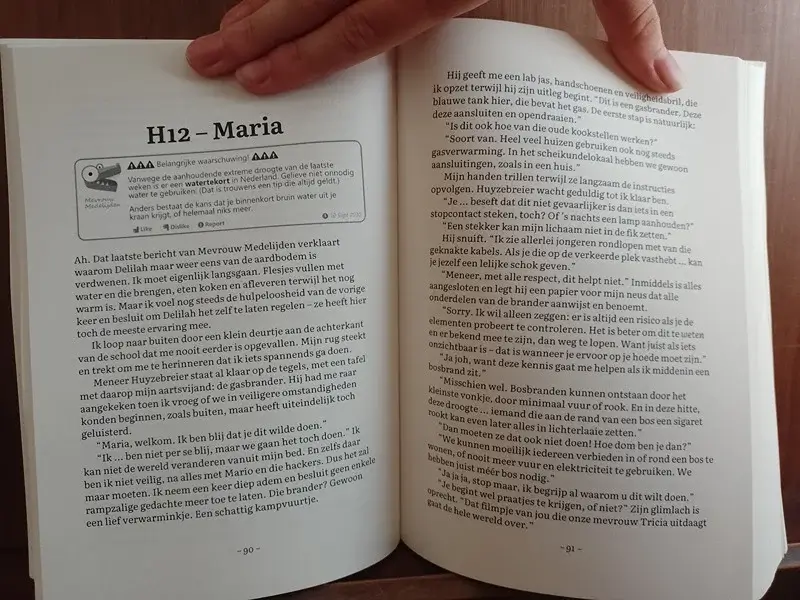 H12 – Maria
Belangrijke waarschuwing!
Vanwege de aanhoudende extreme droogte van de laatste
weken is er een watertekort in Nederland. Gelieve niet onnodig
water te gebruiken. (Dat is trouwens een tip die altijd geldt.)
Anders bestaat de kans dat je binnenkort bruin water uit je
kraan krijgt, of helemaal niks meer.
Mevrouw
Medelijden
Like Dislike Report
Ah. Dat laatste bericht van Mevrouw Medelijden verklaart
waarom Delilah maar weer eens van de aardbodem is
verdwenen. Ik moet eigenlijk langsgaan. Flesjes vullen met
water en die brengen, eten koken en afleveren terwijl het nog
warm is. Maar ik voel nog steeds de hulpeloosheid van de vorige
keer en besluit om Delilah het zelf te laten regelen – ze heeft hier
toch de meeste ervaring mee.
Ik loop naar buiten door een klein deurtje aan de achterkant
van de school dat me nooit eerder is opgevallen. Mijn rug steekt
en trekt om me te herinneren dat ik iets spannends ga doen.
Meneer Huyzebreier staat al klaar op de tegels, met een tafel
met daarop mijn aartsvijand: de gasbrander. Hij had me raar
aangekeken toen ik vroeg of we in veiligere omstandigheden
konden beginnen, zoals buiten, maar heeft uiteindelijk toch
geluisterd.
“Maria, welkom. Ik ben blij dat je dit wilde doen.”
“Ik … ben niet per se blij, maar we gaan het toch doen.” Ik
kan niet de wereld veranderen vanuit mijn bed. En zelfs daar
ben ik niet veilig, na alles met Mario en die hackers. Dus het zal
maar moeten. Ik neem een keer diep adem en besluit geen enkele
rampzalige gedachte meer toe te laten. Die brander? Gewoon
een lief verwarminkje. Een schattig kampvuurtje.
– 90 –
Hij geeft me een lab jas, handschoenen en veiligheidsbril, die
ik opzet terwijl hij zijn uitleg begint. “Dit is een gasbrander. Deze
blauwe tank hier, die bevat het gas. De eerste stap is natuurlijk:
deze aansluiten en opendraaien.”
“Is dit ook hoe van die oude kookstellen werken?”
“Soort van. Heel veel huizen gebruiken ook nog steeds
gasverwarming. In het scheikundelokaal hebben we gewoon
aansluitingen, zoals in een huis.”
Mijn handen trillen terwijl ze langzaam de instructies
opvolgen. Huyzebreier wacht geduldig tot ik klaar ben.
“Je … beseft dat dit niet gevaarlijker is dan iets in een
stopcontact steken, toch? Of ’s nachts een lamp aanhouden?”
“Een stekker kan mijn lichaam niet in de fik zetten.”
Hij snuift. “Ik zie allerlei jongeren rondlopen met van die
geknakte kabels. Als je die op de verkeerde plek vasthebt … kan
je jezelf een lelijke schok geven.”
“Meneer, met alle respect, dit helpt niet.” Inmiddels is alles
aangesloten en legt hij een papier voor mijn neus dat alle
onderdelen van de brander aanwijst en benoemt.
“Sorry. Ik wil alleen zeggen: er is altijd een risico als je de
elementen probeert te controleren. Het is beter om dit te weten
en er bekend mee te zijn, dan weg te lopen. Want juist als iets
onzichtbaar is – dat is wanneer je ervoor op je hoede moet zijn.”
“Ja joh, want deze kennis gaat me helpen als ik midden in een
bosbrand zit.”
“Misschien wel. Bosbranden kunnen ontstaan door het
kleinste vonkje, door minimaal vuur of rook. En in deze hitte,
deze droogte … iemand die aan de rand van een bos een sigaret
rookt kan even later alles in lichterlaaie zetten.”
“Dan moeten ze dat ook niet doen! Hoe dom ben je dan?”
“We kunnen moeilijk iedereen verbieden in of rond een bos te
wonen, of nooit meer vuur en elektriciteit te gebruiken. We
hebben juist méér bos nodig.”
“Ja ja ja, stop maar, ik begrijp al waarom u dit wilt doen.”
“Je begint wel praatjes te krijgen, of niet?” Zijn glimlach is
oprecht. “Dat filmpje van jou die onze mevrouw Tricia uitdaagt
gaat de hele wereld over.”
– 91 –